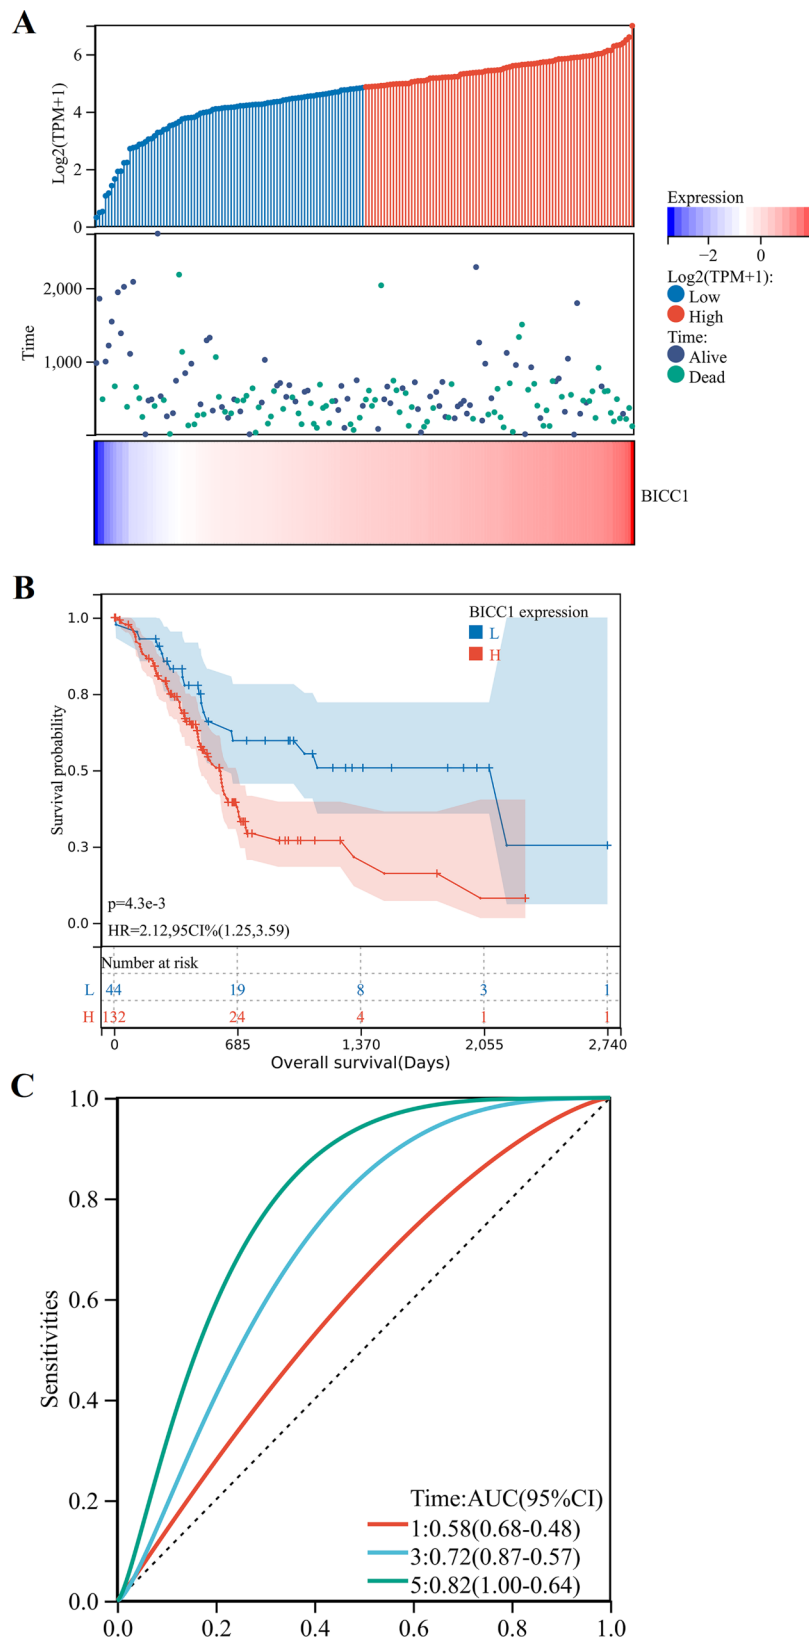 A
Log2(TPM+1)
6
4
2
0
Time
2,000
1,000
Expression
−2
0
Log2(TPM+1):
Low
High
Time:
Alive
Dead
BICC1
B
Survival probability
1.0
0.8
0.5
0.3
0.0
BICC1 expression
L
H
p=4.3e-3
HR=2.12,95CI%(1.25,3.59)
Number at risk
L 44 19 8 3 1
H 132 24 4 1 1
0 685 1,370 2,055 2,740
Overall survival(Days)
C
Sensitivities
1.0
0.8
0.6
0.4
0.2
0.0
Time:AUC(95%CI)
1:0.58(0.68-0.48)
3:0.72(0.87-0.57)
5:0.82(1.00-0.64)
0.0 0.2 0.4 0.6 0.8 1.0